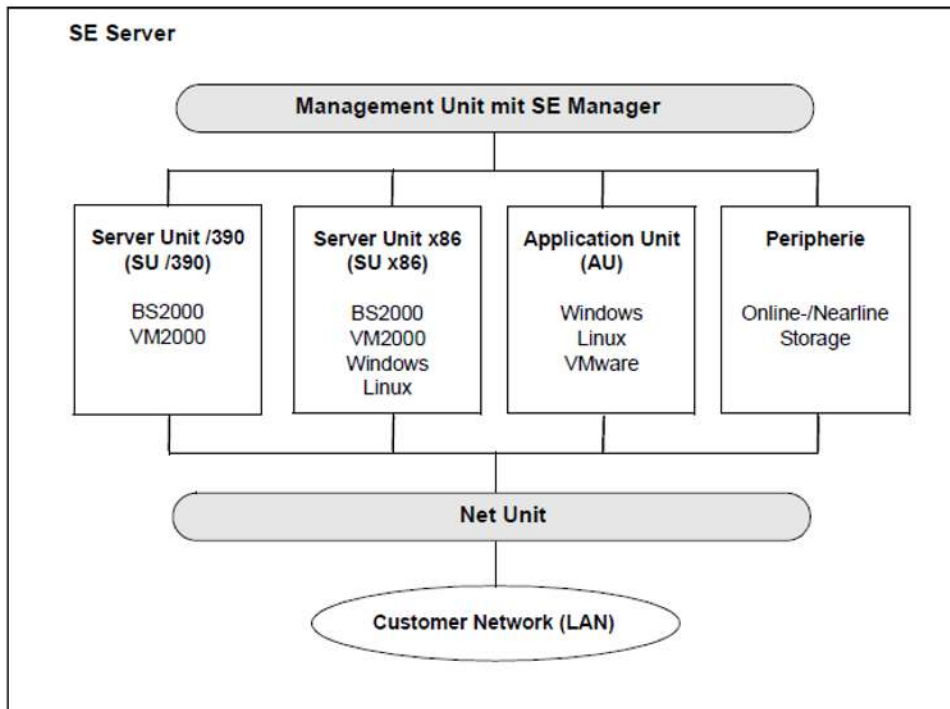 SE Server
Management Unit mit SE Manager
Server Unit /390
(SU /390)
BS2000
VM2000
Server Unit x86
(SU x86)
BS2000
VM2000
Windows
Linux
Application Unit
(AU)
Windows
Linux
VMware
Peripherie
Online-/Nearline
Storage
Net Unit
Customer Network (LAN)